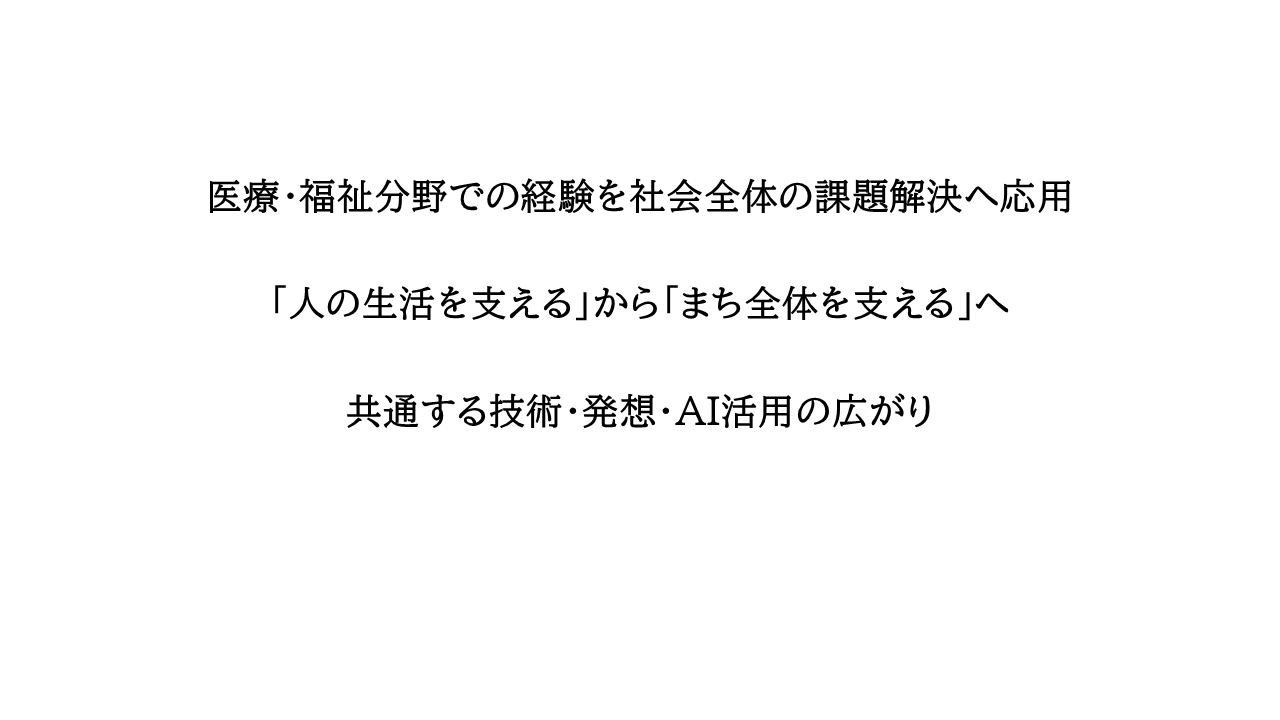 医療・福祉分野での経験を社会全体の課題解決へ応用
「人の生活を支える」から「まち全体を支える」へ
共通する技術・発想・AI活用の広がり